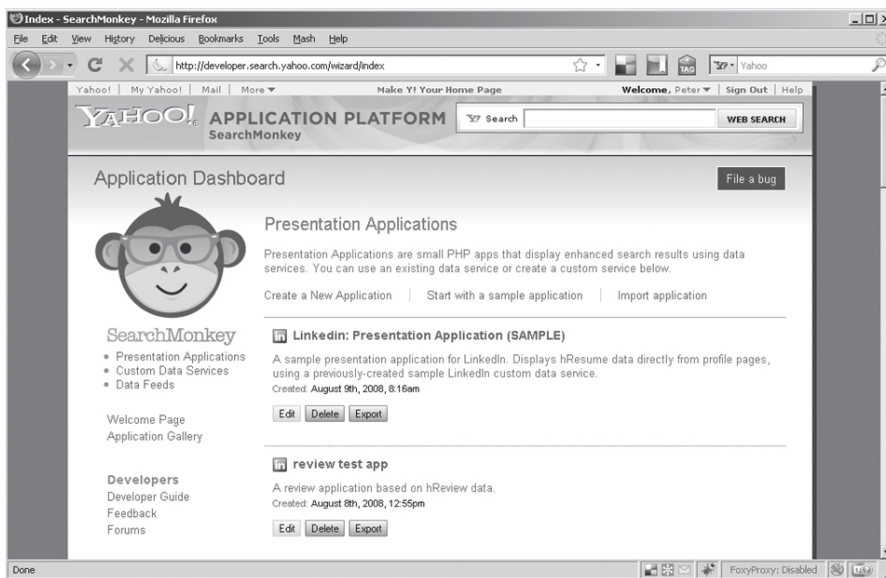 Index - SearchMonkey - Mozilla Firefox
File Edit View History Delicious Bookmarks Tools Mash Help
http://developer.search.yahoo.com/wizard/index
TAG
Y! Yahoo
Yahoo! My Yahoo! Mail More Make Y! Your Home Page Welcome, Peter Sign Out Help
YAHOO! APPLICATION PLATFORM
SearchMonkey
Y! Search WEB SEARCH
Application Dashboard
File a bug
SearchMonkey
Presentation Applications
Custom Data Services
Data Feeds
Welcome Page
Application Gallery
Developers
Developer Guide
Feedback
Forums
Presentation Applications
Presentation Applications are small PHP apps that display enhanced search results using data
services. You can use an existing data service or create a custom service below.
Create a New Application Start with a sample application Import application
in Linkedin: Presentation Application (SAMPLE)
A sample presentation application for LinkedIn. Displays hResume data directly from profile pages,
using a previously-created sample LinkedIn custom data service.
Created: August 9th, 2008, 8:16am
Edit Delete Export
in review test app
A review application based on hReview data.
Created: August 8th, 2008, 12:55pm
Edit Delete Export
Done
FoxyProxy: Disabled